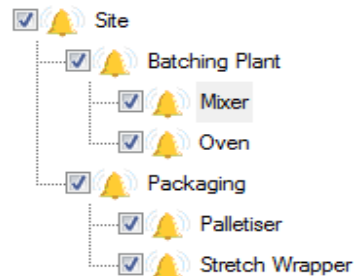 Site
Batching Plant
Mixer
Oven
Packaging
Palletiser
Stretch Wrapper